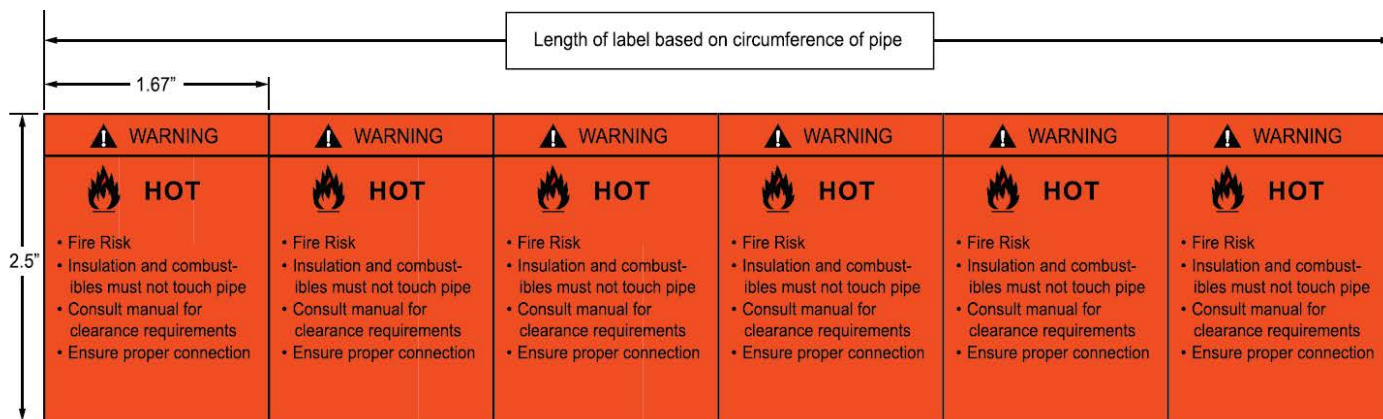 Length of label based on circumference of pipe
1.67"
2.5"
WARNING
HOT
• Fire Risk
• Insulation and combust-
ibles must not touch pipe
• Consult manual for
clearance requirements
• Ensure proper connection
WARNING
HOT
• Fire Risk
• Insulation and combust-
ibles must not touch pipe
• Consult manual for
clearance requirements
• Ensure proper connection
WARNING
HOT
• Fire Risk
• Insulation and combust-
ibles must not touch pipe
• Consult manual for
clearance requirements
• Ensure proper connection
WARNING
HOT
• Fire Risk
• Insulation and combust-
ibles must not touch pipe
• Consult manual for
clearance requirements
• Ensure proper connection
WARNING
HOT
• Fire Risk
• Insulation and combust-
ibles must not touch pipe
• Consult manual for
clearance requirements
• Ensure proper connection
WARNING
HOT
• Fire Risk
• Insulation and combust-
ibles must not touch pipe
• Consult manual for
clearance requirements
• Ensure proper connection